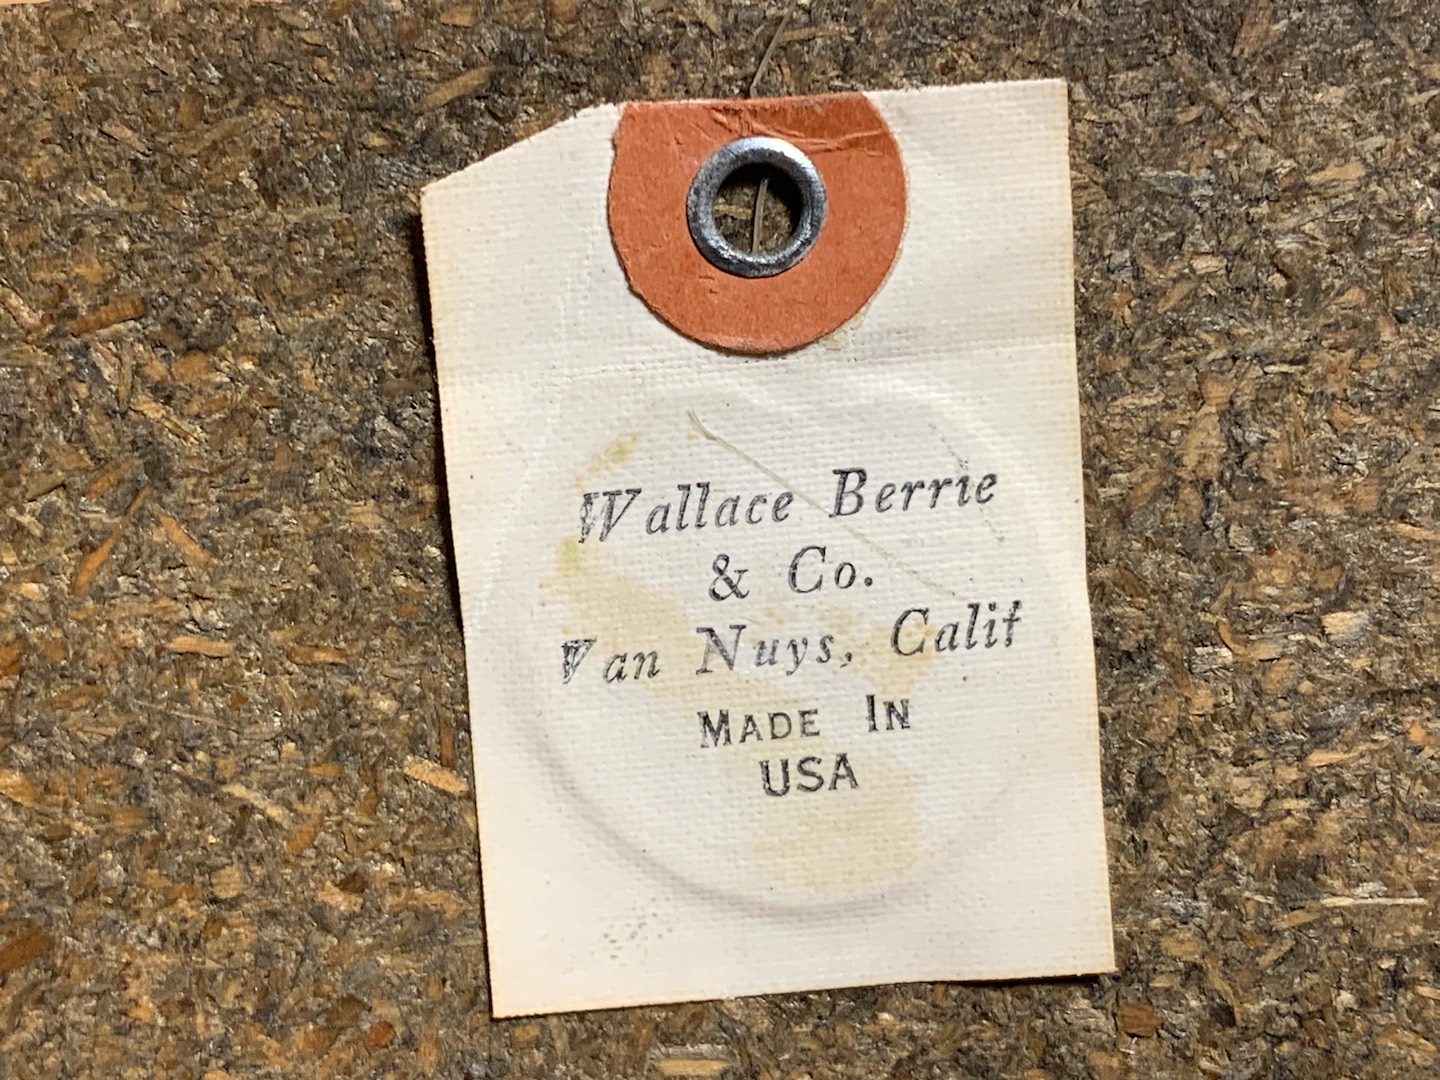 Wallace Berrie
& Co.
Van Nuys, Calif
MADE IN
USA